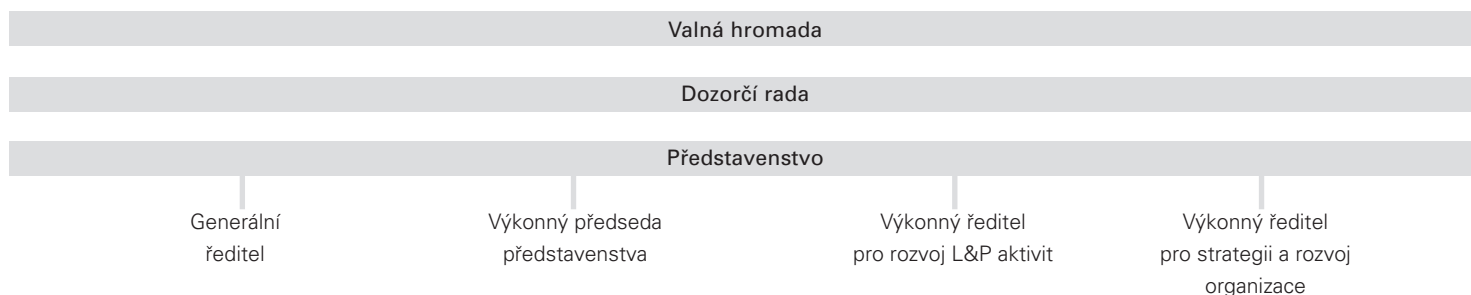 Valná hromada
Dozorčí rada
Představenstvo
Generální
ředitel
Výkonný předseda
představenstva
Výkonný ředitel
pro rozvoj L&P aktivit
Výkonný ředitel
pro strategii a rozvoj
organizace